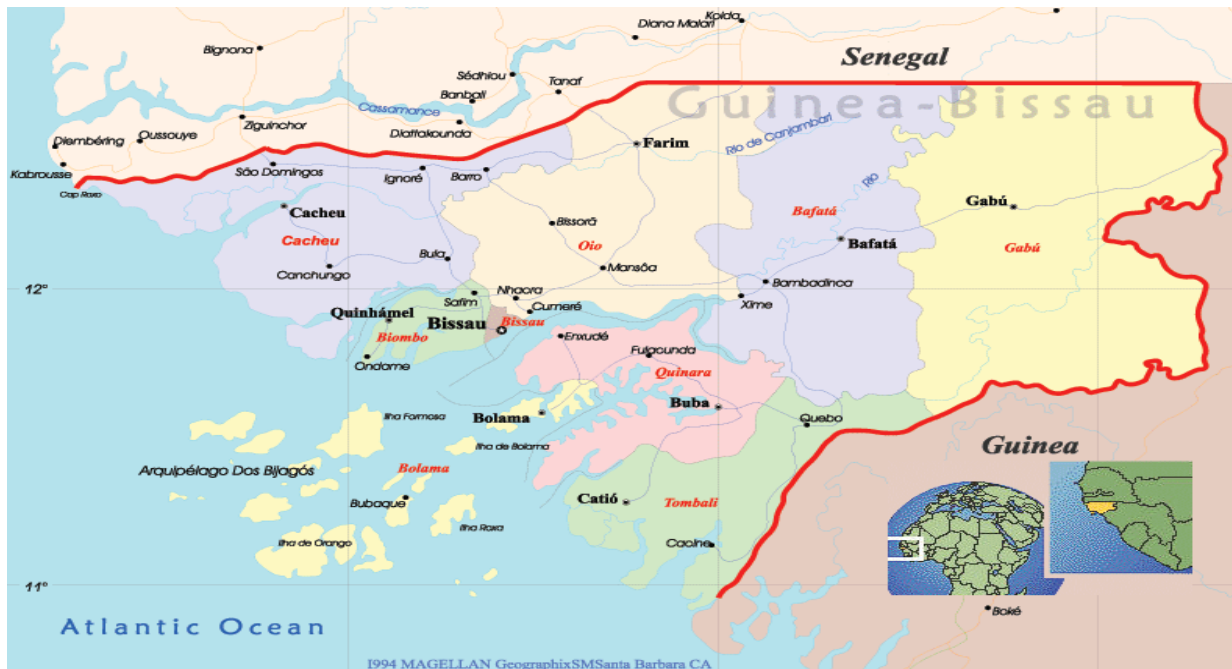 Kolda
Diana Malari
Bignona
Senegal
Sédhiou
Tanaf
Banbali
Guinea-Bissau
Cassamance
Ziguinchor
Diattakounda
Oussouye
Diembéring
Rio de Canjambari
Farim
Kabrousse
São Domingos
Ignoré
Barro
Rio
Cap Roxo
Cacheu
Gabú
Bissorã
Bafatá
Cacheu
Oio
Bafatá
Gabú
Bula
Canchungo
Mansôa
Bambadinca
12°
Safim
Nhacra
Xime
Quinhámel
Cumeré
Bissau
Bissau
Biombo
Enxudé
Ondame
Fulacunda
Quinara
Buba
Ilha Formosa
Bolama
Quebo
Ilha de Bolama
Guinea
Arquipélago Dos Bijagós
Bolama
Bubaque
Catió
Tombali
Ilha Roxa
Ilha de Orango
Cacine
11°
Boké
Atlantic Ocean
1994 MAGELLAN GeographixSMSanta Barbara CA